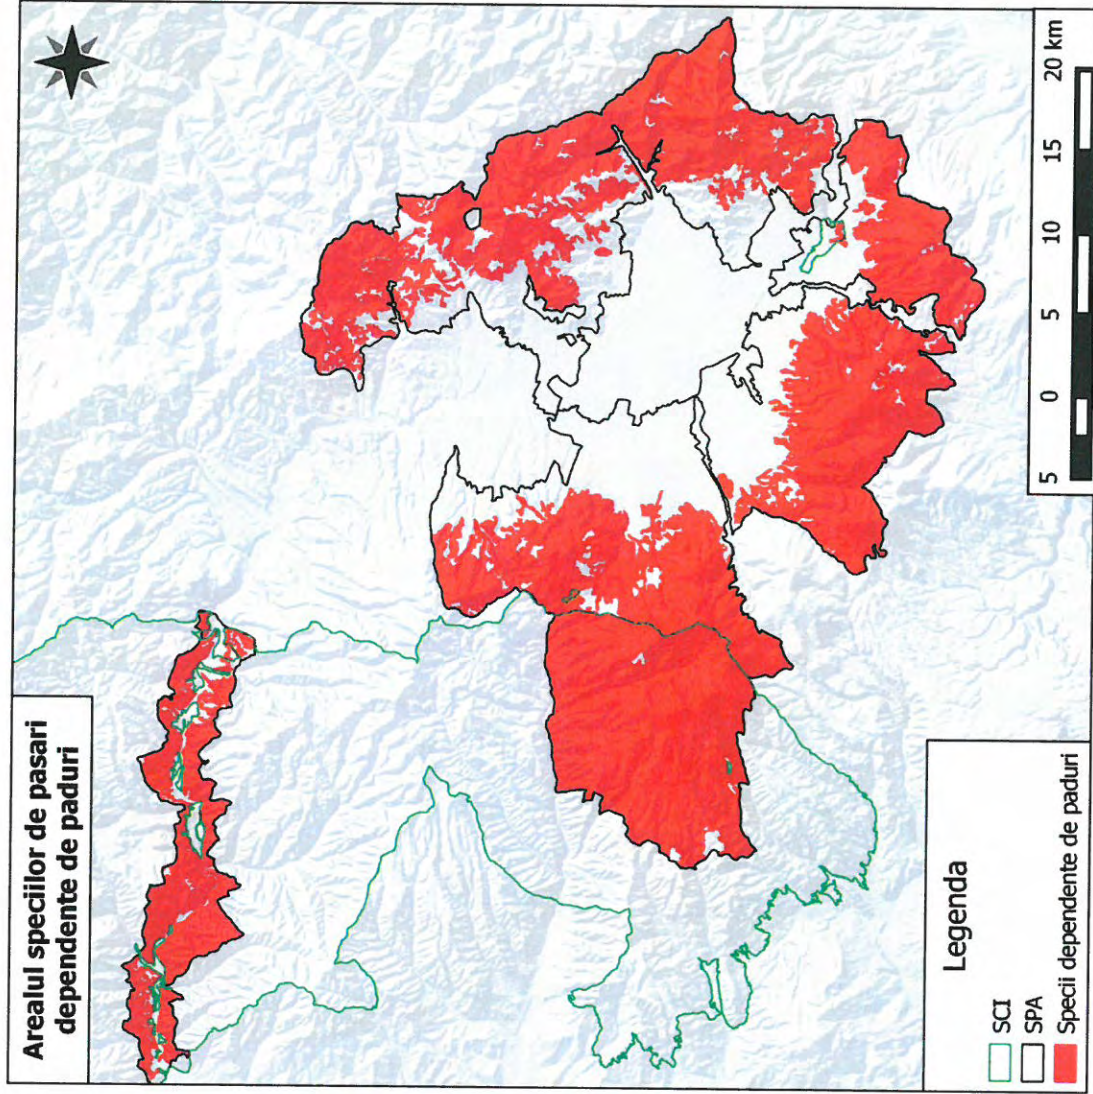 Arealul speciilor de pasari
dependente de paduri
Legenda
SCI
SPA
Specii dependente de paduri
5 0 5 10 15 20 km